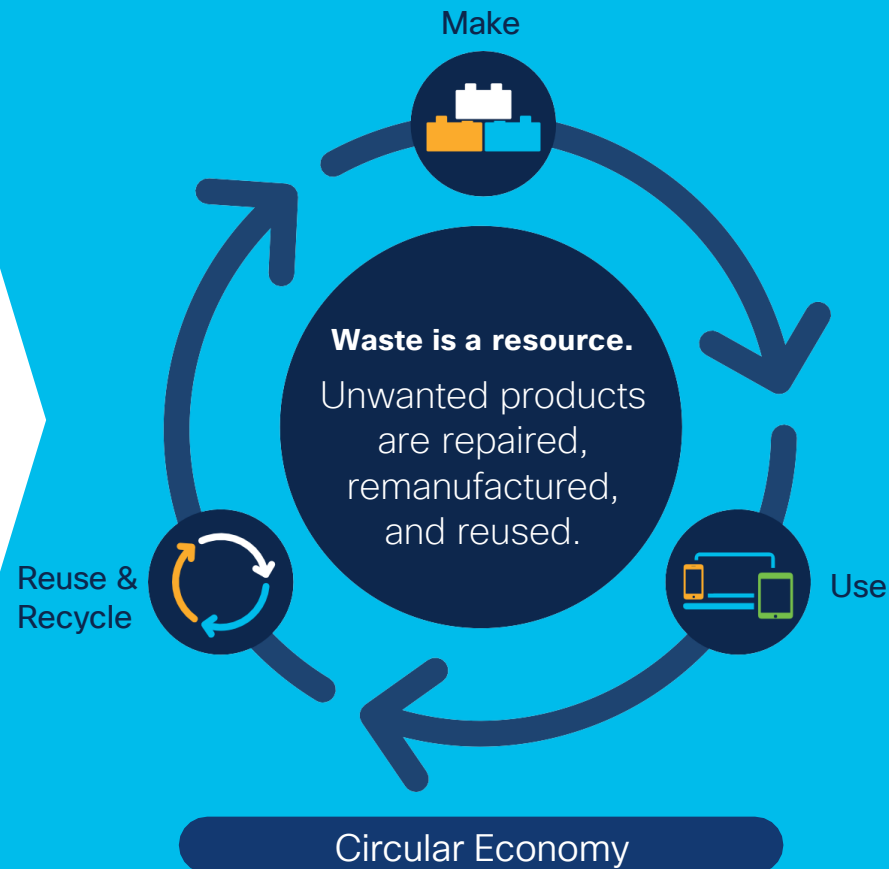 Make
Waste is a resource.
Unwanted products
are repaired,
remanufactured,
and reused.
Reuse &
Recycle
Use
Circular Economy